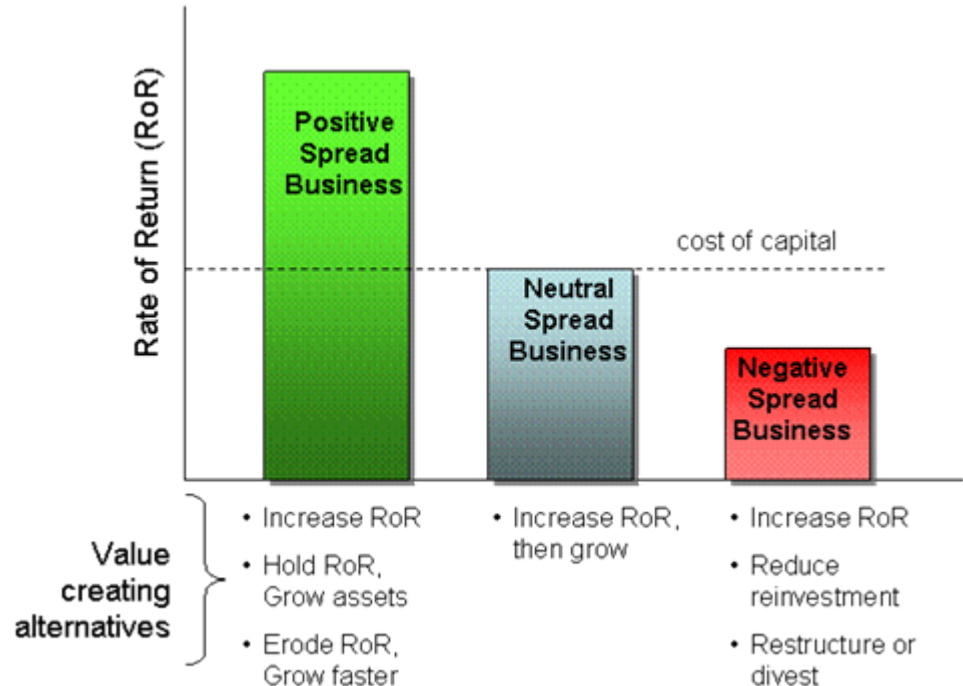 Rate of Return (RoR)
Positive
Spread
Business
cost of capital
Neutral
Spread
Business
Negative
Spread
Business
Value
creating
alternatives
• Increase RoR
• Hold RoR,
Grow assets
• Erode RoR,
Grow faster
• Increase RoR,
then grow
• Increase RoR
• Reduce
reinvestment
• Restructure or
divest